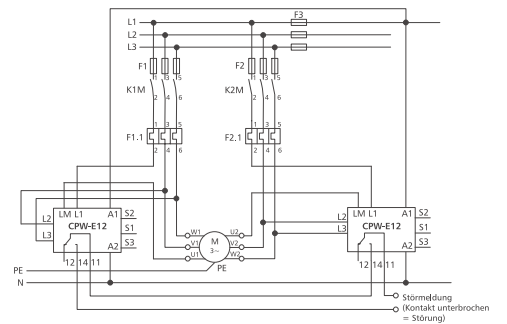 F3
L1
L2
L3
F1
F2
1 3 5
1 3 5
K1M
K2M
2 4 6
2 4 6
1 3 5
1 3 5
F1.1
F2.1
2 4 6
2 4 6
LM L1 A1 S2
CPW-E12
L2
L3
S1
S3
A2
12 14 11
W1
V1
U1
M
3~
U2
V2
W2
PE
LM L1 A1 S2
CPW-E12
L2
L3
S1
S3
A2
12 14 11
PE
N
Störmeldung
(Kontakt unterbrochen
= Störung)